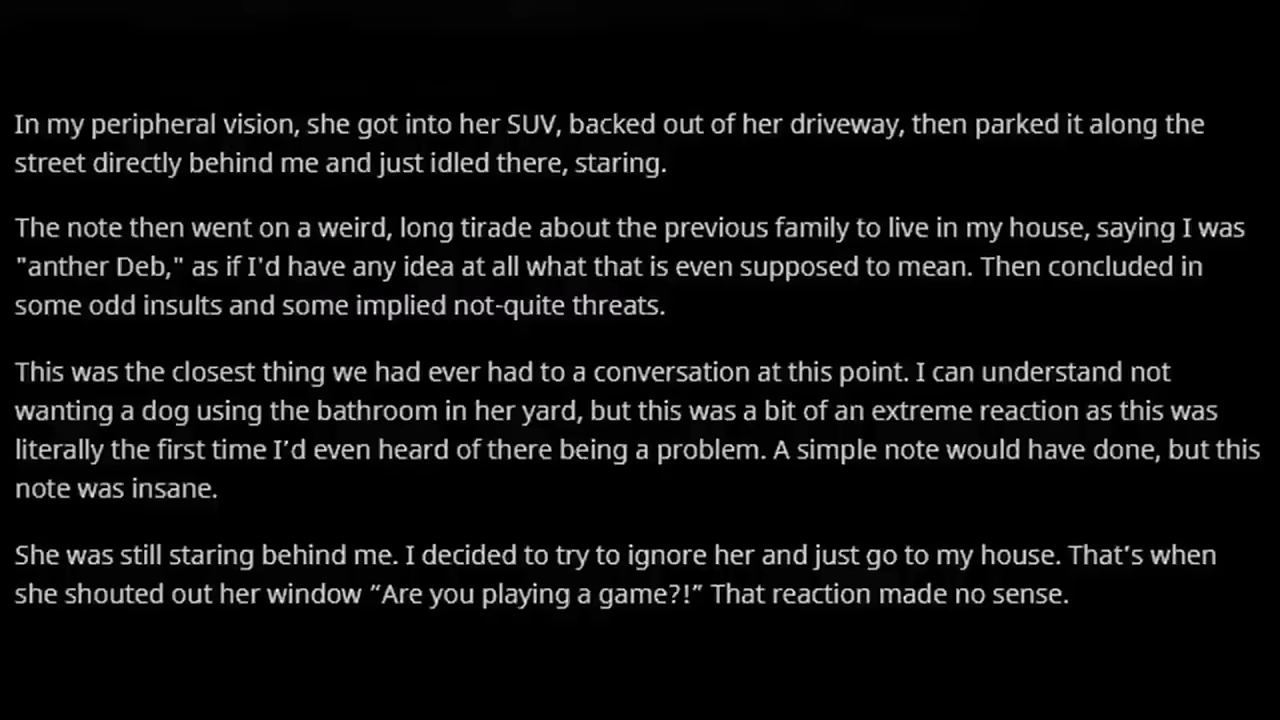 In my peripheral vision, she got into her SUV, backed out of her driveway, then parked it along the
street directly behind me and just idled there, staring.
The note then went on a weird, long tirade about the previous family to live in my house, saying I was
"anther Deb," as if I'd have any idea at all what that is even supposed to mean. Then concluded in
some odd insults and some implied not-quite threats.
This was the closest thing we had ever had to a conversation at this point. I can understand not
wanting a dog using the bathroom in her yard, but this was a bit of an extreme reaction as this was
literally the first time I’d even heard of there being a problem. A simple note would have done, but this
note was insane.
She was still staring behind me. I decided to try to ignore her and just go to my house. That’s when
she shouted out her window “Are you playing a game?!” That reaction made no sense.